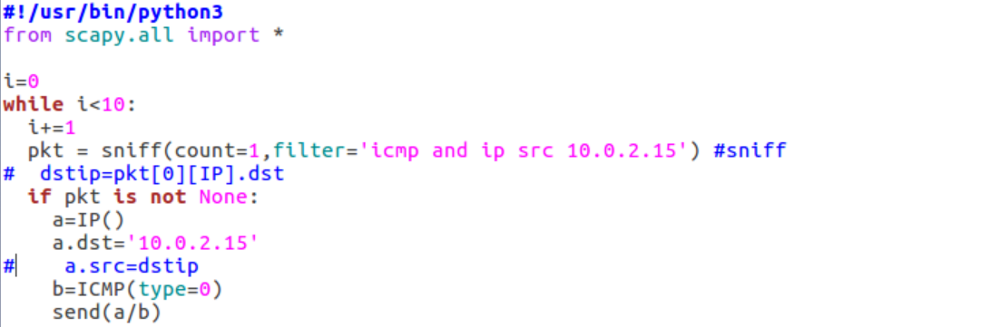 #!/usr/bin/python3
from scapy.all import *

i=0
while i<10:
  i+=1
  pkt = sniff(count=1,filter='icmp and ip src 10.0.2.15') #sniff
#  dstip=pkt[0][IP].dst
  if pkt is not None:
    a=IP()
    a.dst='10.0.2.15'
#    a.src=dstip
    b=ICMP(type=0)
    send(a/b)